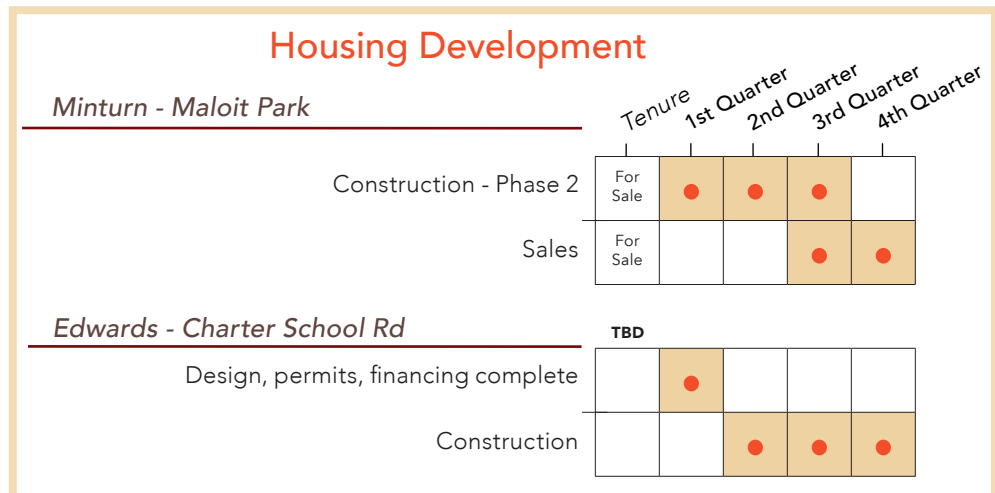 Housing Development
Minturn - Maloit Park
Tenure
1st Quarter
2nd Quarter
3rd Quarter
4th Quarter
Construction - Phase 2
For
Sale
Sales
For
Sale
Edwards - Charter School Rd
TBD
Design, permits, financing complete
Construction